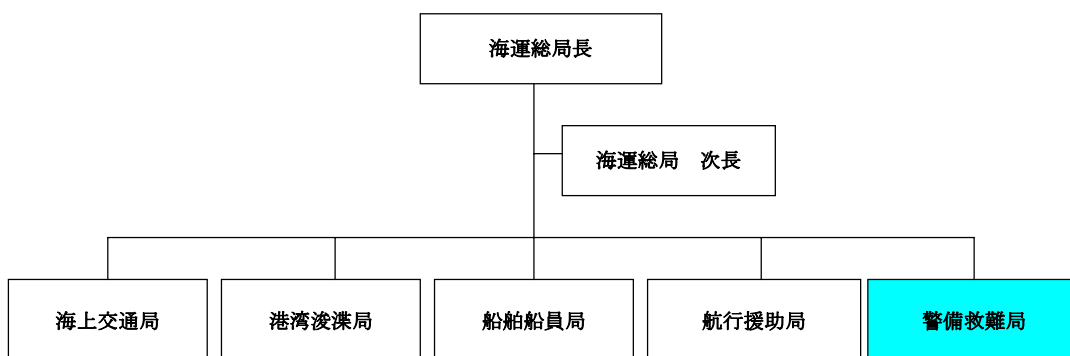 海運総局長
海運総局　次長
海上交通局
港湾浚渫局
船舶船員局
航行援助局
警備救難局